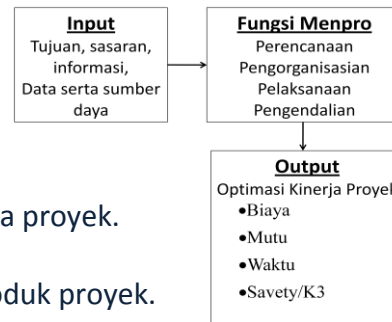 Input
Tujuan, sasaran,
informasi,
Data serta sumber
daya
Fungsi Menpro
Perencanaan
Pengorganisasian
Pelaksanaan
Pengendalian
Output
Optimasi Kinerja Proyek
•Biaya
•Mutu
•Waktu
•Savety/K3
proyek.
proyek.